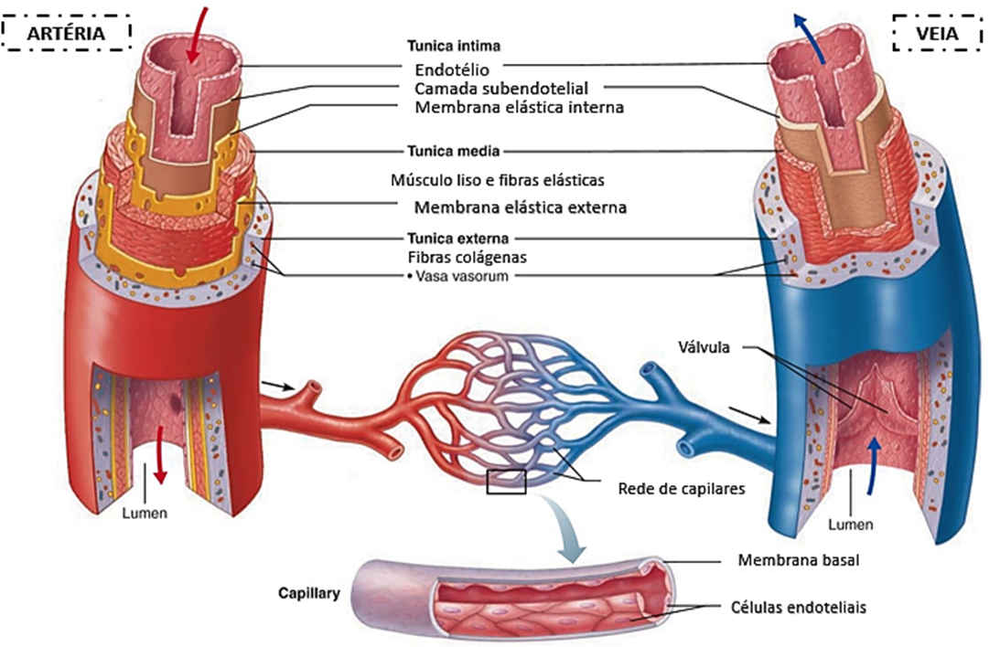 ARTÉRIA
VEIA
Tunica intima
Endotélio
Camada subendotelial
Membrana elástica interna
Tunica media
Músculo liso e fibras elásticas
Membrana elástica externa
Tunica externa
Fibras colágenas
• Vasa vasorum
Válvula
Rede de capilares
Lumen
Lumen
Membrana basal
Capillary
Células endoteliais